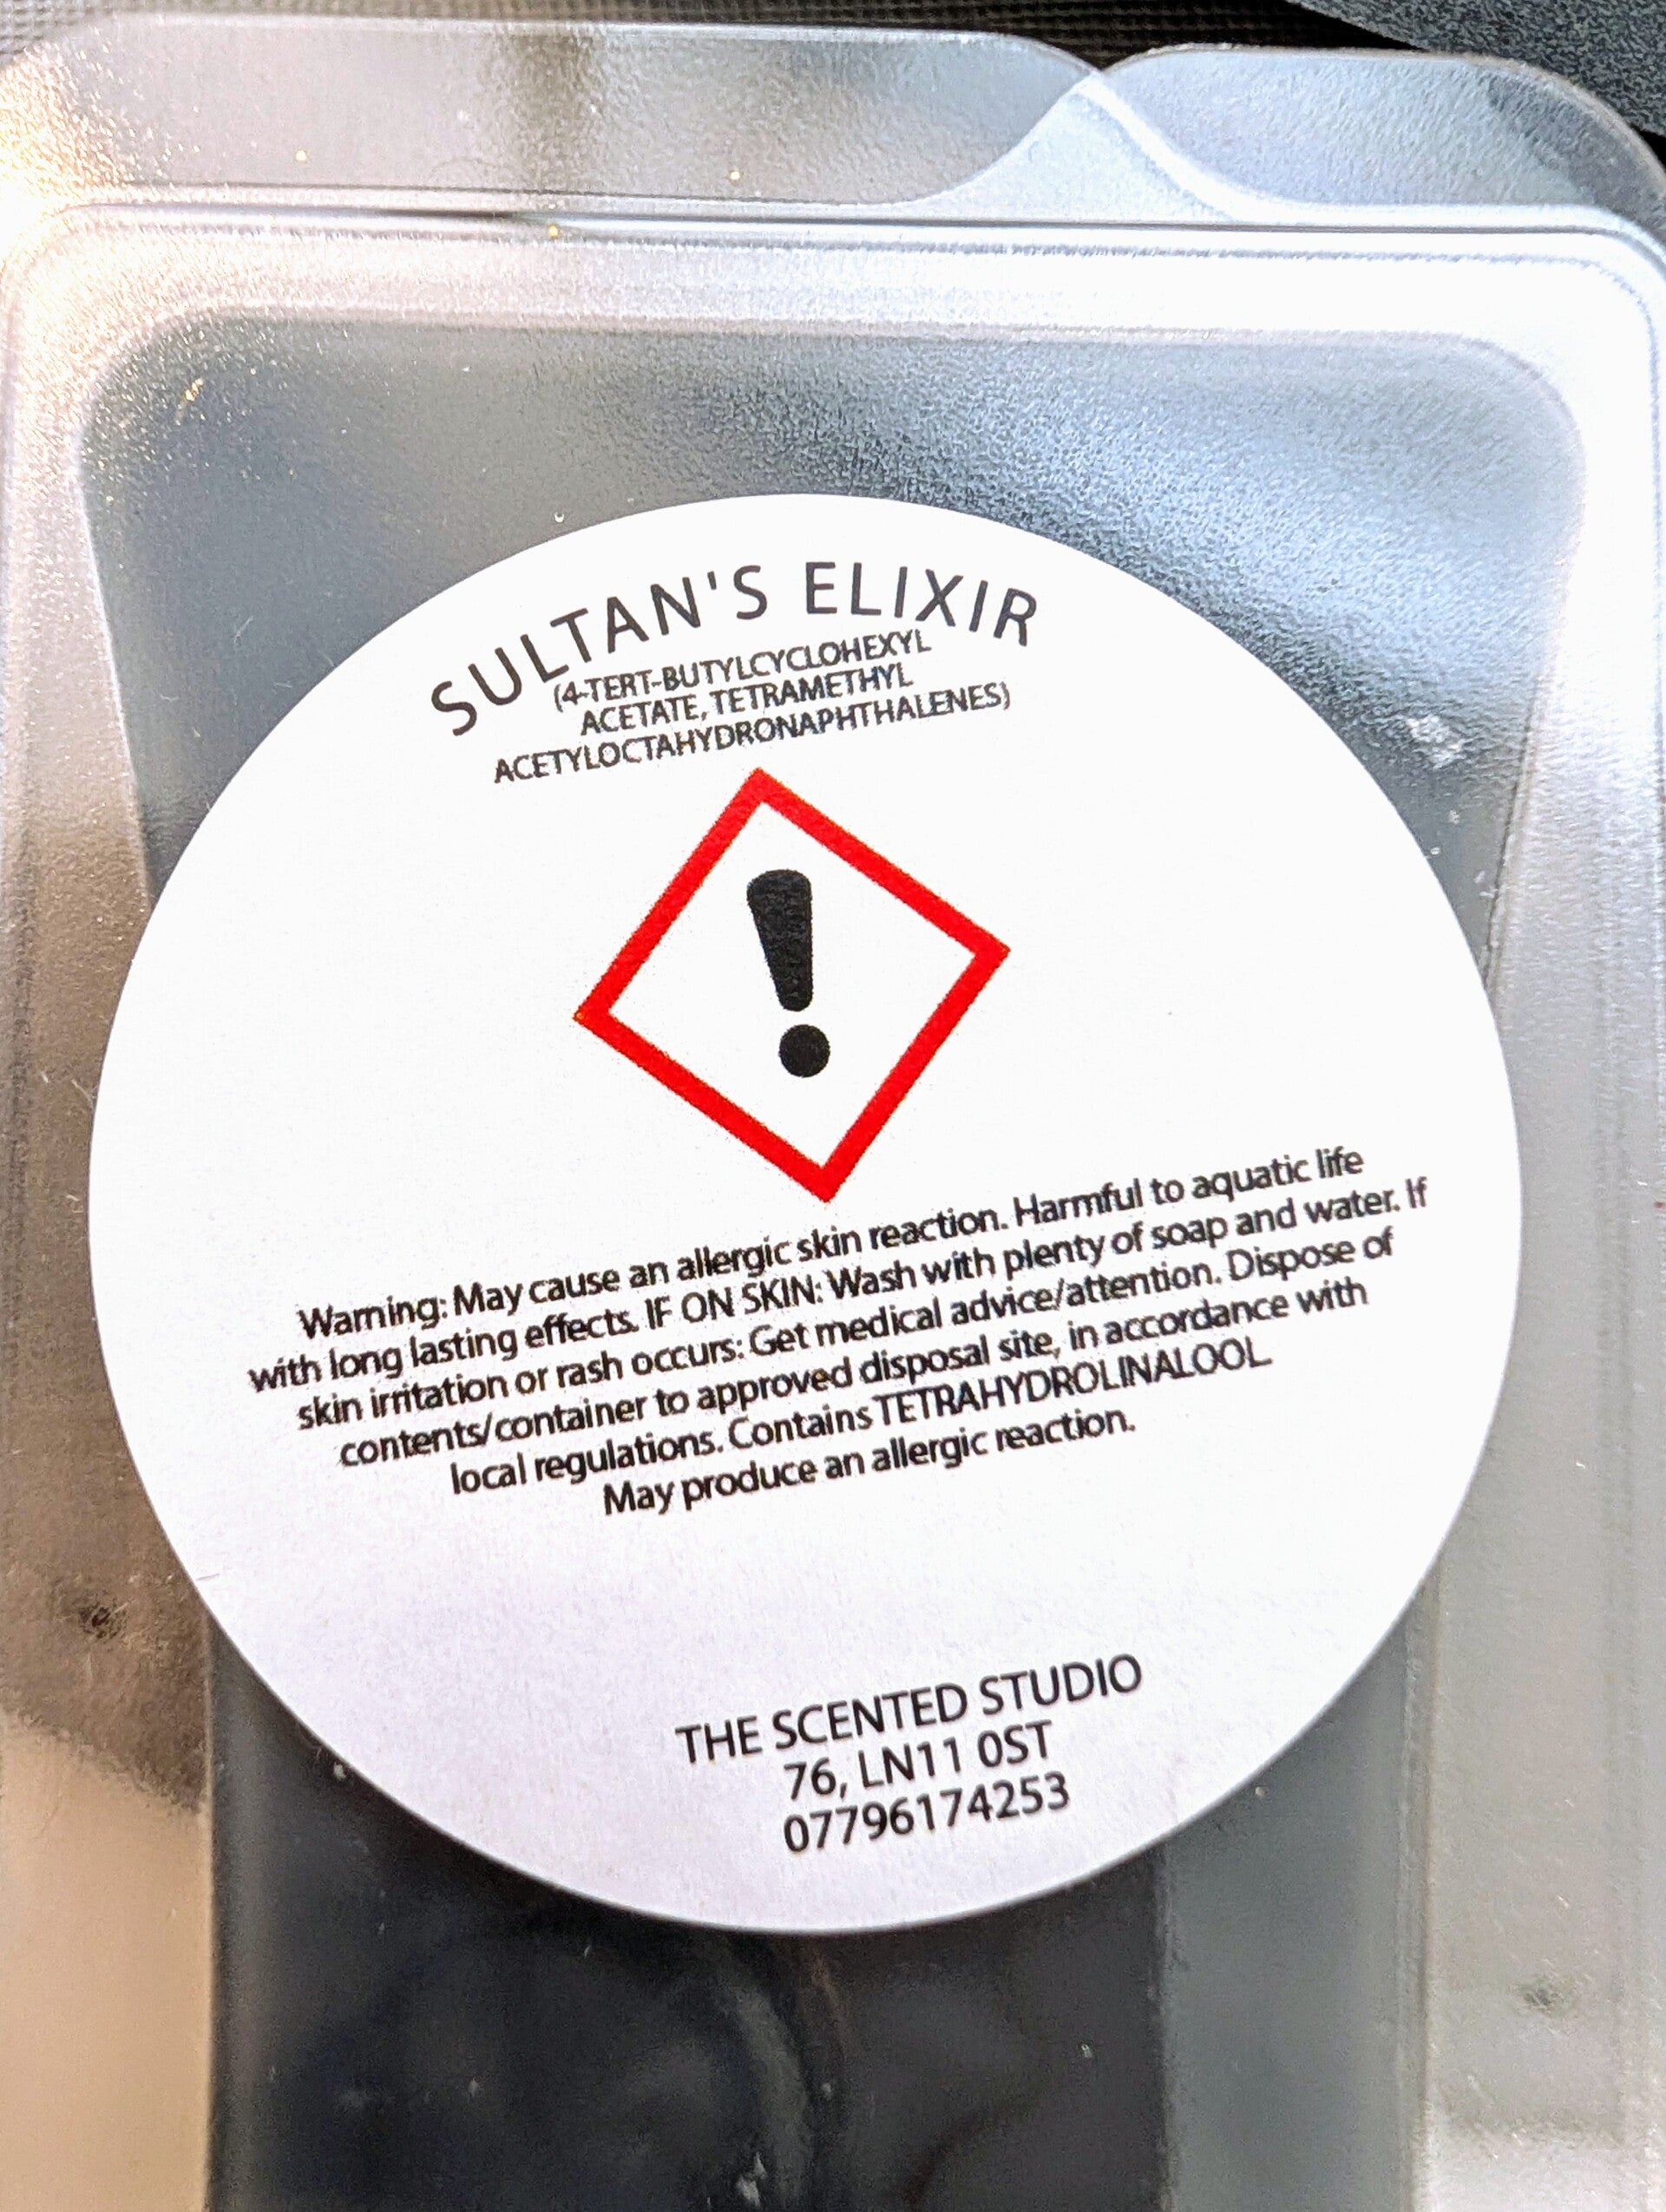 SULTAN'S ELIXIR
(4-TERT-BUTYLCYCLOHEXYL
ACETATE, TETRAMETHYL
ACETYLOCTAHYDRONAPHTHALENES)
!
Warning: May cause an allergic skin reaction. Harmful to aquatic life
with long lasting effects. IF ON SKIN: Wash with plenty of soap and water. If
skin irritation or rash occurs: Get medical advice/attention. Dispose of
contents/container to approved disposal site, in accordance with
local regulations. Contains TETRAHYDROLINALOOL
May produce an allergic reaction.
THE SCENTED STUDIO
76, LN11 0ST
07796174253